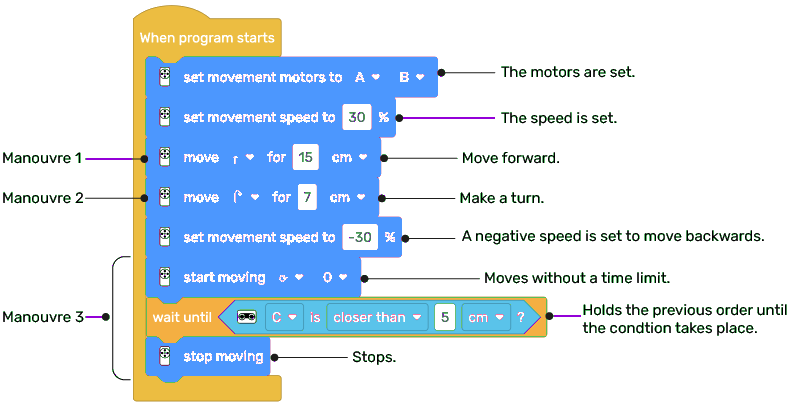 When program starts
set movement motors to A B
The motors are set.
set movement speed to 30 %
The speed is set.
Manouvre 1
move for 15 cm
Move forward.
Manouvre 2
move for 7 cm
Make a turn.
set movement speed to -30 %
A negative speed is set to move backwards.
start moving 0
Moves without a time limit.
Manouvre 3
wait until C is closer than 5 cm ?
Holds the previous order until
the condtion takes place.
stop moving
Stops.